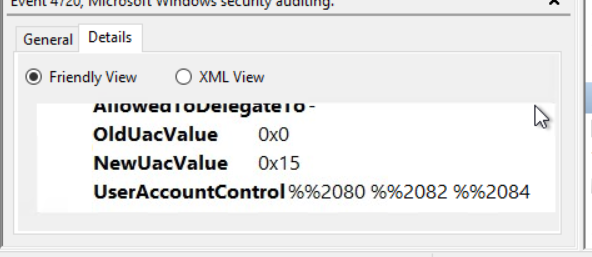 Event 4720, Microsoft Windows security auditing.
General Details
Friendly View XML View
AllowedToDelegateTo -
OldUacValue 0x0
NewUacValue 0x15
UserAccountControl %%2080 %%2082 %%2084